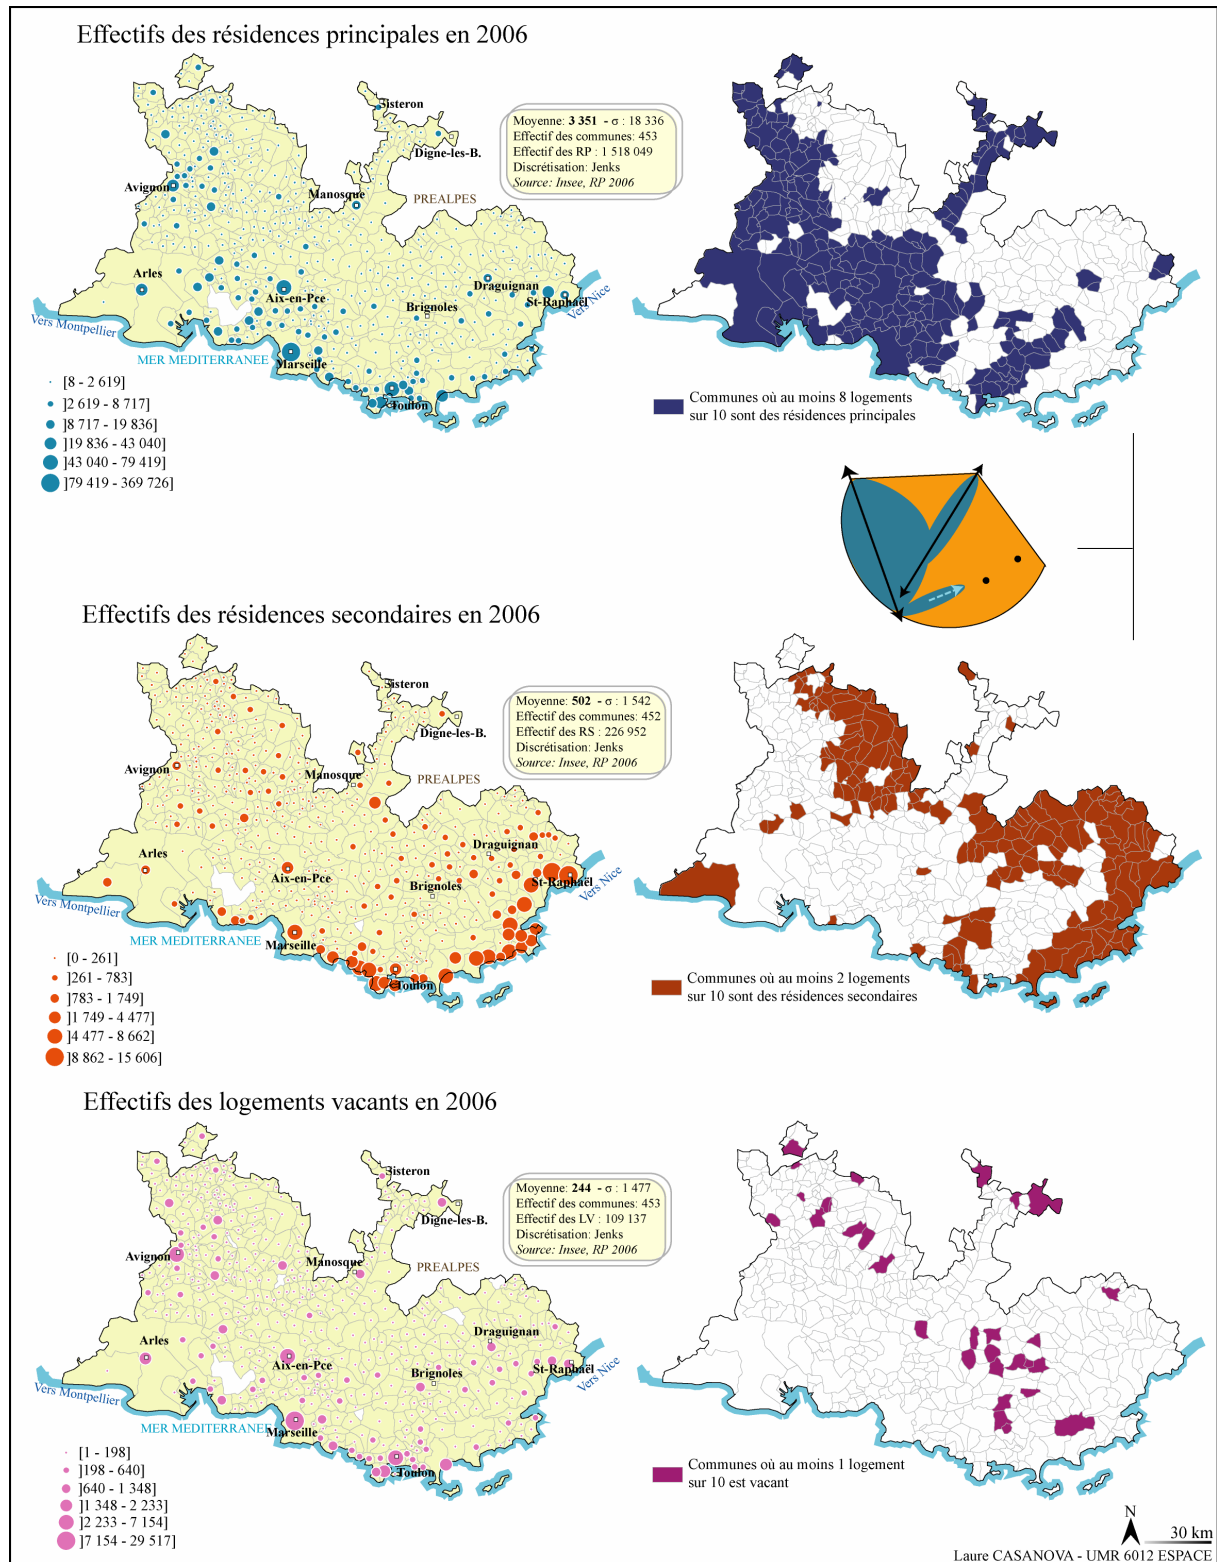 Effectifs des résidences principales en 2006
Sisteron
Moyenne: 3 351 - σ : 18 336
Effectif des communes: 453
Effectif des RP : 1 518 049
Discrétisation: Jenks
Source: Insee, RP 2006
Digne-les-B.
Avignon
Manosque
PREALPES
Arles
Draguignan
Aix-en-Pce
St-Raphaël
Brignoles
Vers Nice
Vers Montpellier
MER MEDITERRANEE
Marseille
Toulon
[8 - 2 619]
]2 619 - 8 717]
]8 717 - 19 836]
]19 836 - 43 040]
]43 040 - 79 419]
]79 419 - 369 726]
Communes où au moins 8 logements
sur 10 sont des résidences principales
Effectifs des résidences secondaires en 2006
Sisteron
Moyenne: 502 - σ : 1 542
Effectif des communes: 452
Effectif des RS : 226 952
Discrétisation: Jenks
Source: Insee, RP 2006
Digne-les-B.
Avignon
Manosque
PREALPES
Arles
Draguignan
Aix-en-Pce
St-Raphaël
Brignoles
Vers Nice
Vers Montpellier
MER MEDITERRANEE
Marseille
Toulon
[0 - 261]
]261 - 783]
]783 - 1 749]
]1 749 - 4 477]
]4 477 - 8 662]
]8 862 - 15 606]
Communes où au moins 2 logements
sur 10 sont des résidences secondaires
Effectifs des logements vacants en 2006
Sisteron
Moyenne: 244 - σ : 1 477
Effectif des communes: 453
Effectif des LV : 109 137
Discrétisation: Jenks
Source: Insee, RP 2006
Digne-les-B.
Avignon
Manosque
PREALPES
Arles
Draguignan
Aix-en-Pce
St-Raphaël
Brignoles
Vers Nice
Vers Montpellier
MER MEDITERRANEE
Marseille
Toulon
[1 - 198]
]198 - 640]
]640 - 1 348]
]1 348 - 2 233]
]2 233 - 7 154]
]7 154 - 29 517]
Communes où au moins 1 logement
sur 10 est vacant
N
30 km
Laure CASANOVA - UMR 6012 ESPACE